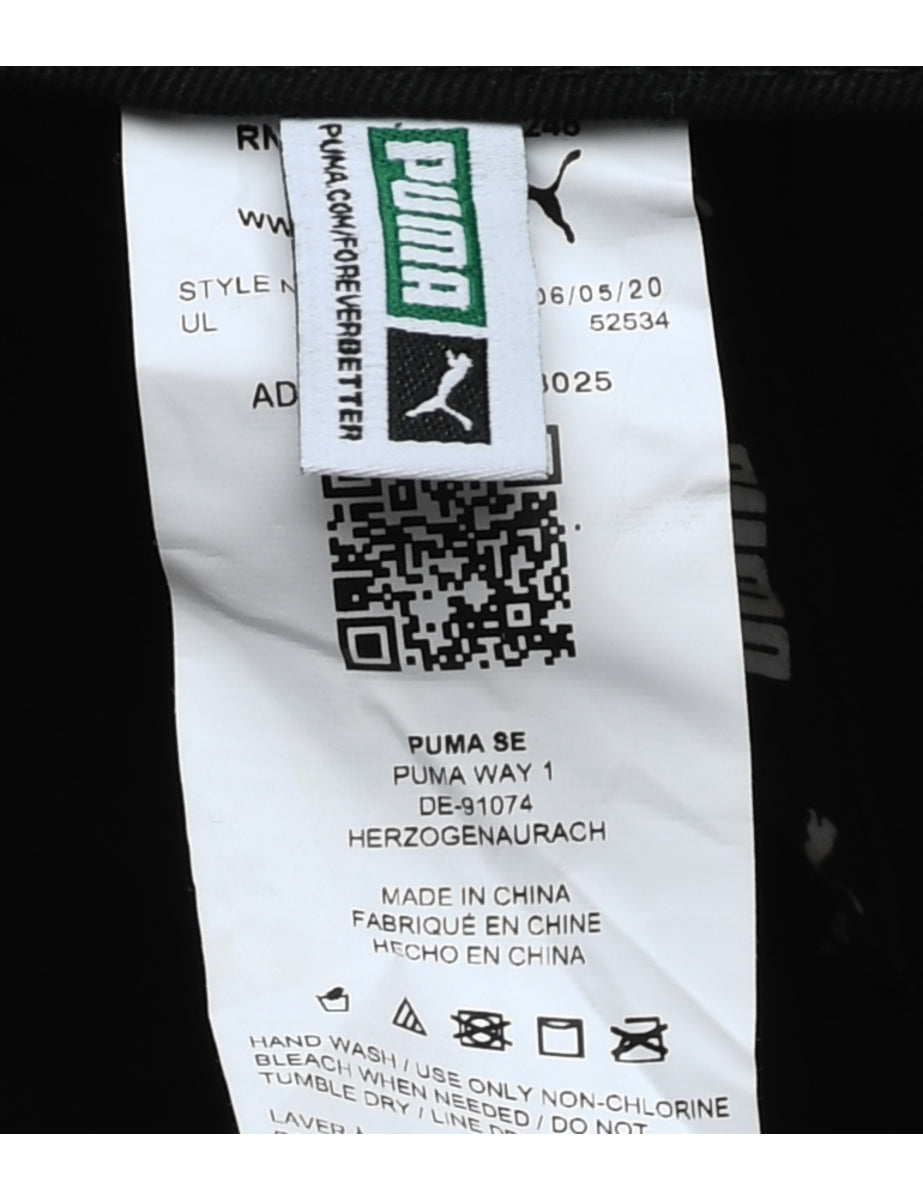 RN 246
PUMA
PUMA.COM/FOREVERBETTER
WW
STYLE N 06/05/20
UL 52534
AD 3025
PUMA SE
PUMA WAY 1
DE-91074
HERZOGENAURACH
MADE IN CHINA
FABRIQUÉ EN CHINE
HECHO EN CHINA
HAND WASH / USE ONLY NON-CHLORINE
BLEACH WHEN NEEDED / DO NOT
TUMBLE DRY / LINE
LAVER